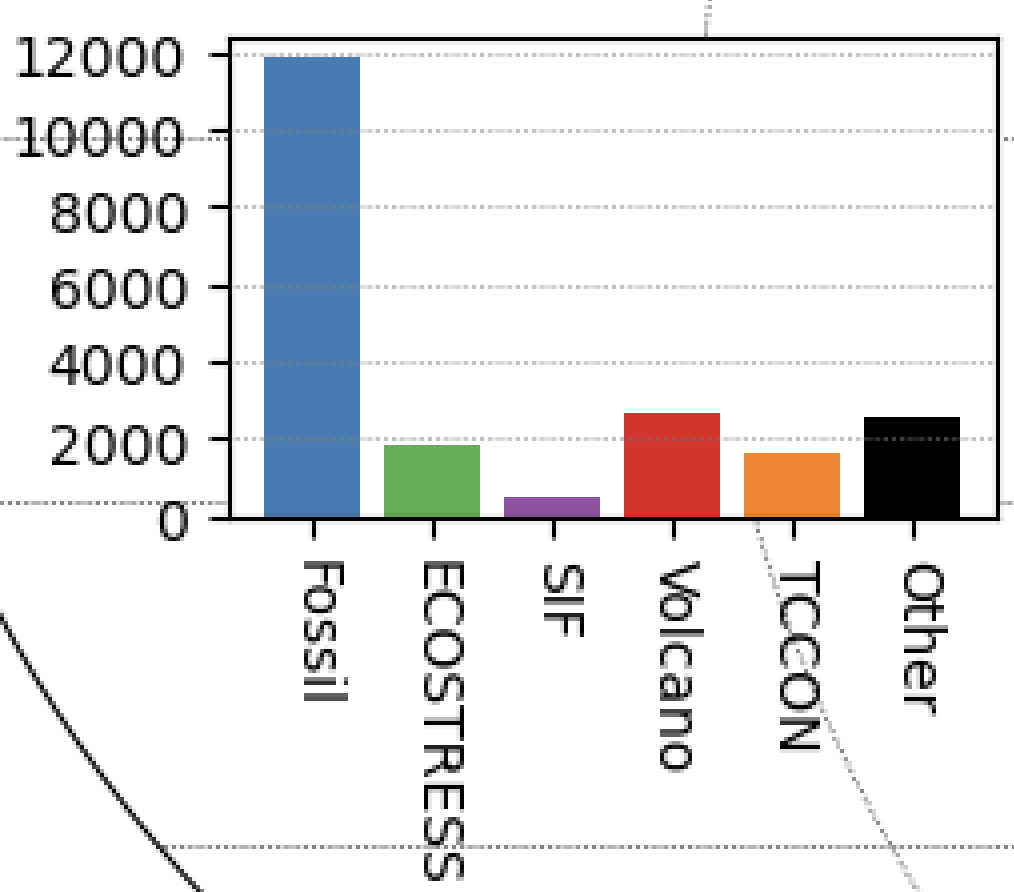 12000
10000
8000
6000
4000
2000
0
Fossil
ECOSTRESS
SIF
Volcano
TCCON
Other